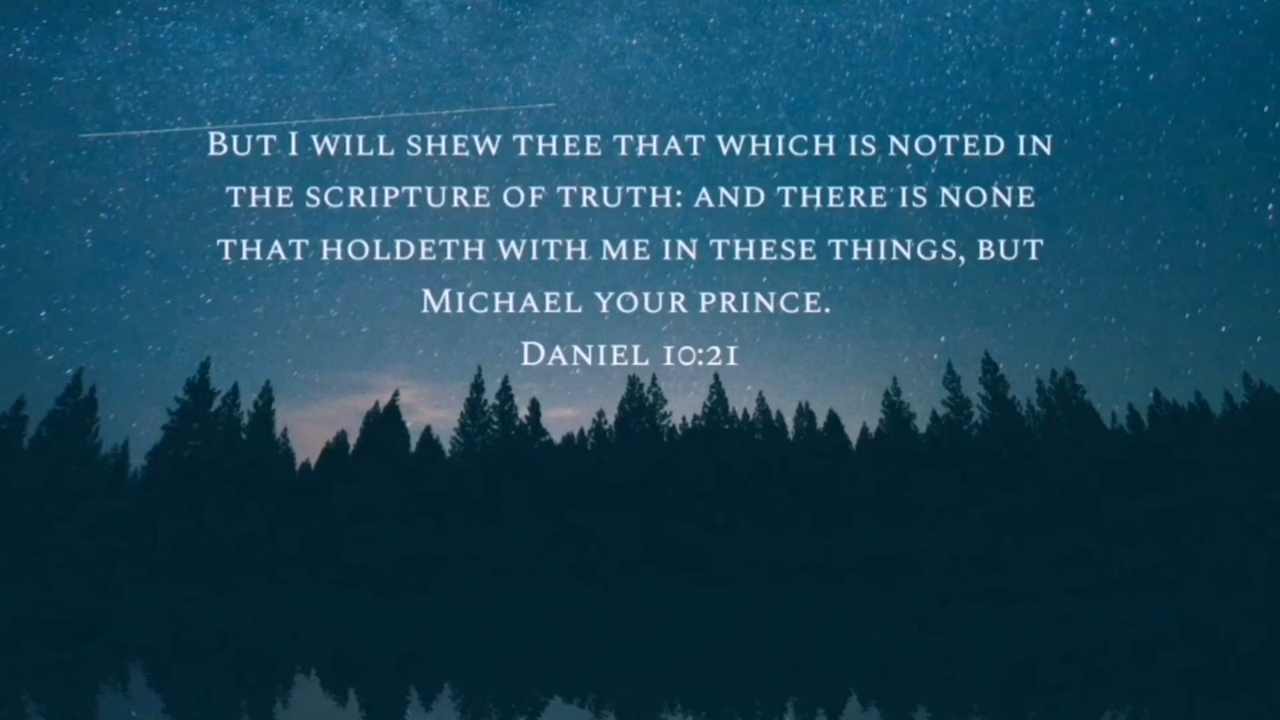 But I will shew thee that which is noted in
the scripture of truth: and there is none
that holdeth with me in these things, but
Michael your prince.
Daniel 10:21